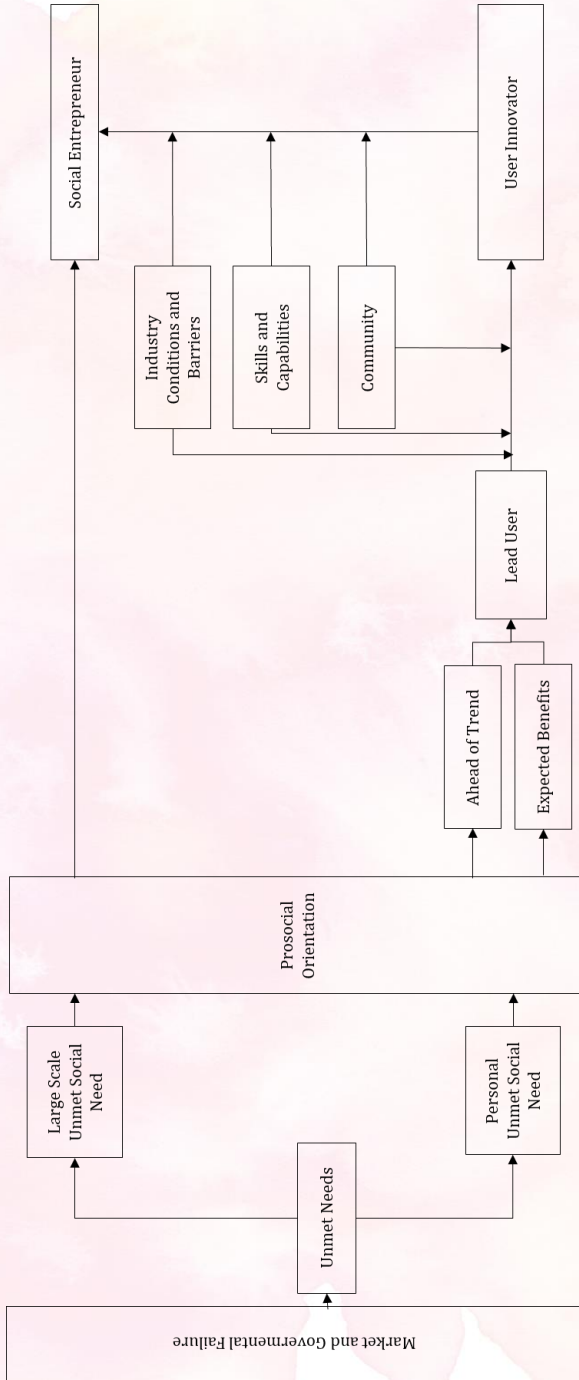 Market and Govermental Failure
Unmet Needs
Large Scale
Unmet Social
Need
Personal
Unmet Social
Need
Prosocial
Orientation
Ahead of Trend
Expected Benefits
Lead User
Industry
Conditions and
Barriers
Skills and
Capabilities
Community
Social Entrepreneur
User Innovator